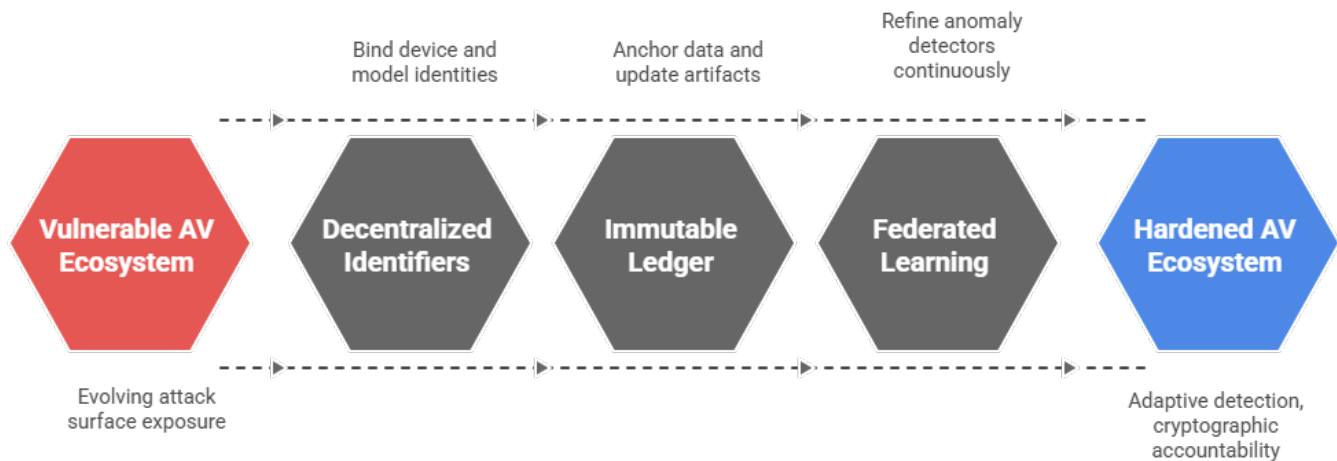 Bind device and
model identities
Anchor data and
update artifacts
Refine anomaly
detectors
continuously
Vulnerable AV
Ecosystem
Decentralized
Identifiers
Immutable
Ledger
Federated
Learning
Hardened AV
Ecosystem
Evolving attack
surface exposure
Adaptive detection,
cryptographic
accountability